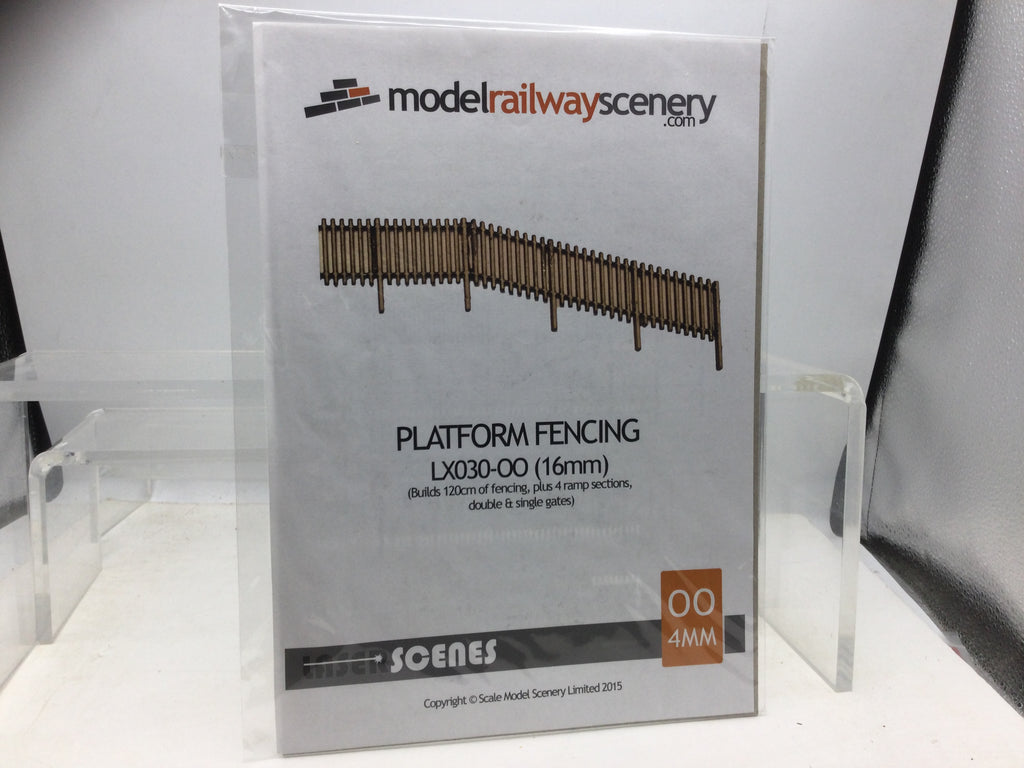 modelrailwayscenery
.com
PLATFORM FENCING
LX030-OO (16mm)
(Builds 120cm of fencing, plus 4 ramp sections,
double & single gates)
OO
4MM
LASER SCENES
Copyright © Scale Model Scenery Limited 2015